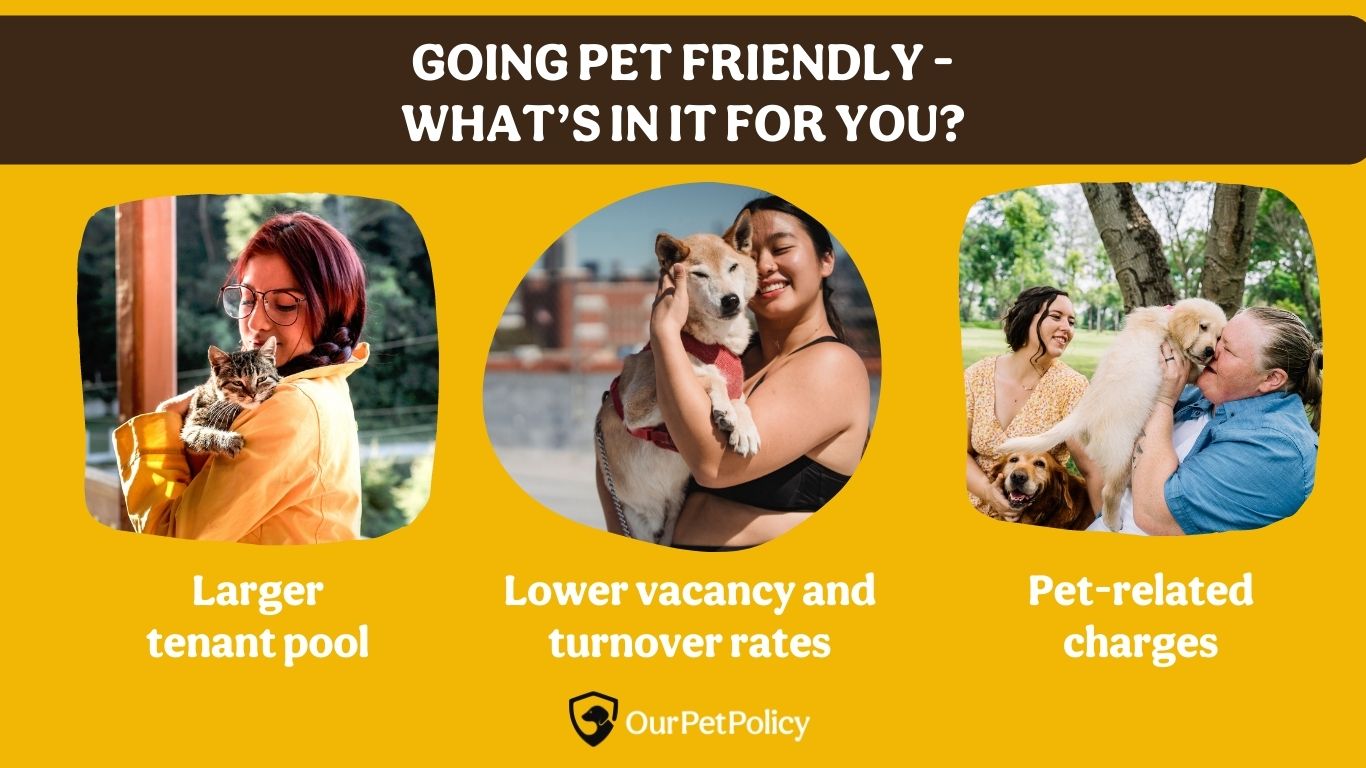 GOING PET FRIENDLY -
WHAT’S IN IT FOR YOU?
Larger
tenant pool
Lower vacancy and
turnover rates
Pet-related
charges
OurPetPolicy